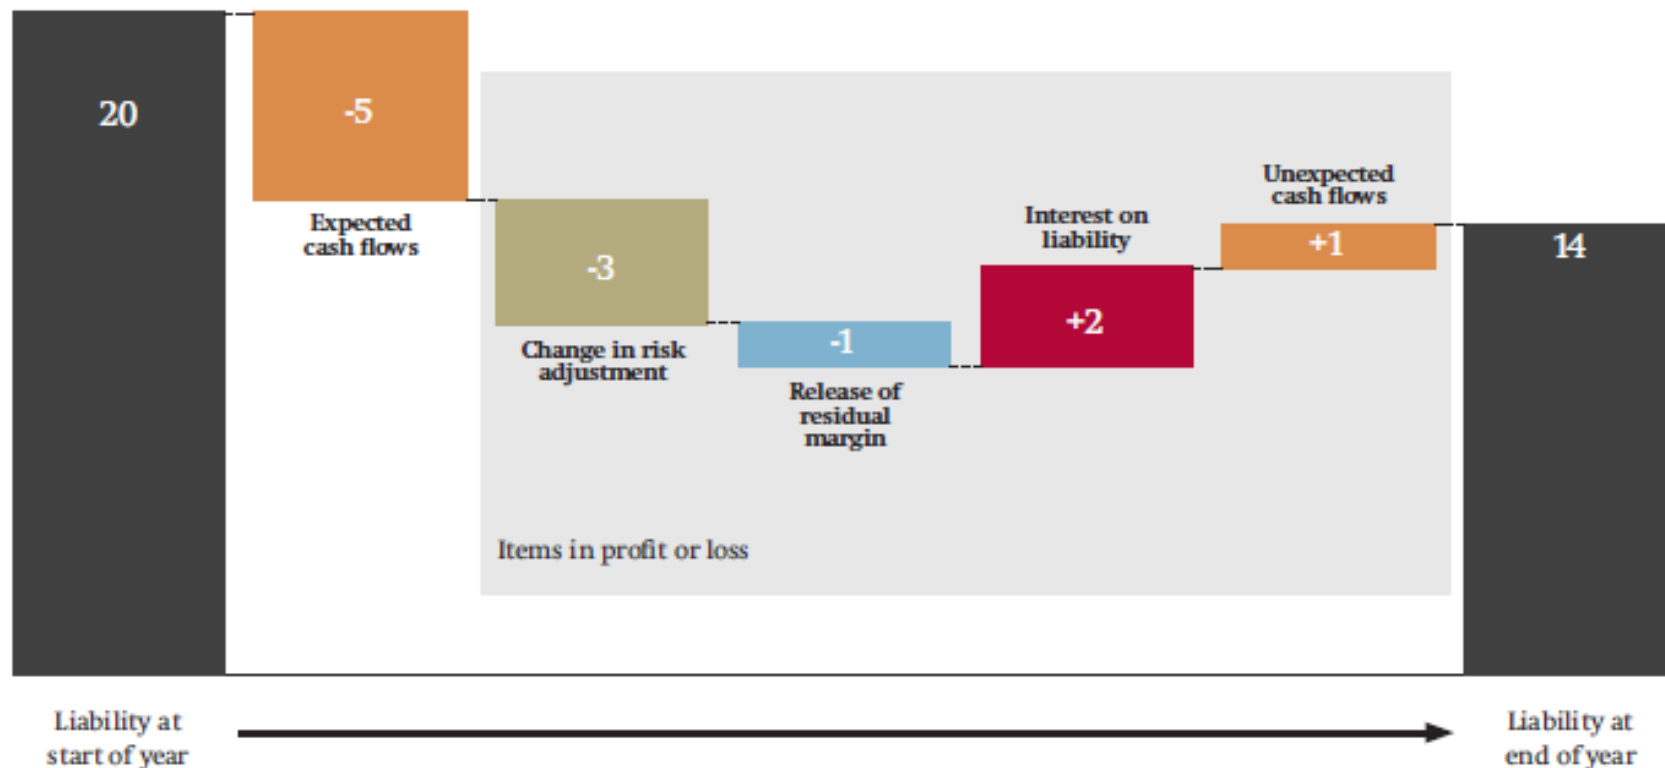 20
-5
Expected
cash flows
-3
Change in risk
adjustment
-1
Release of
residual
margin
Interest on
liability
+2
Unexpected
cash flows
+1
14
Items in profit or loss
Liability at
start of year
Liability at
end of year